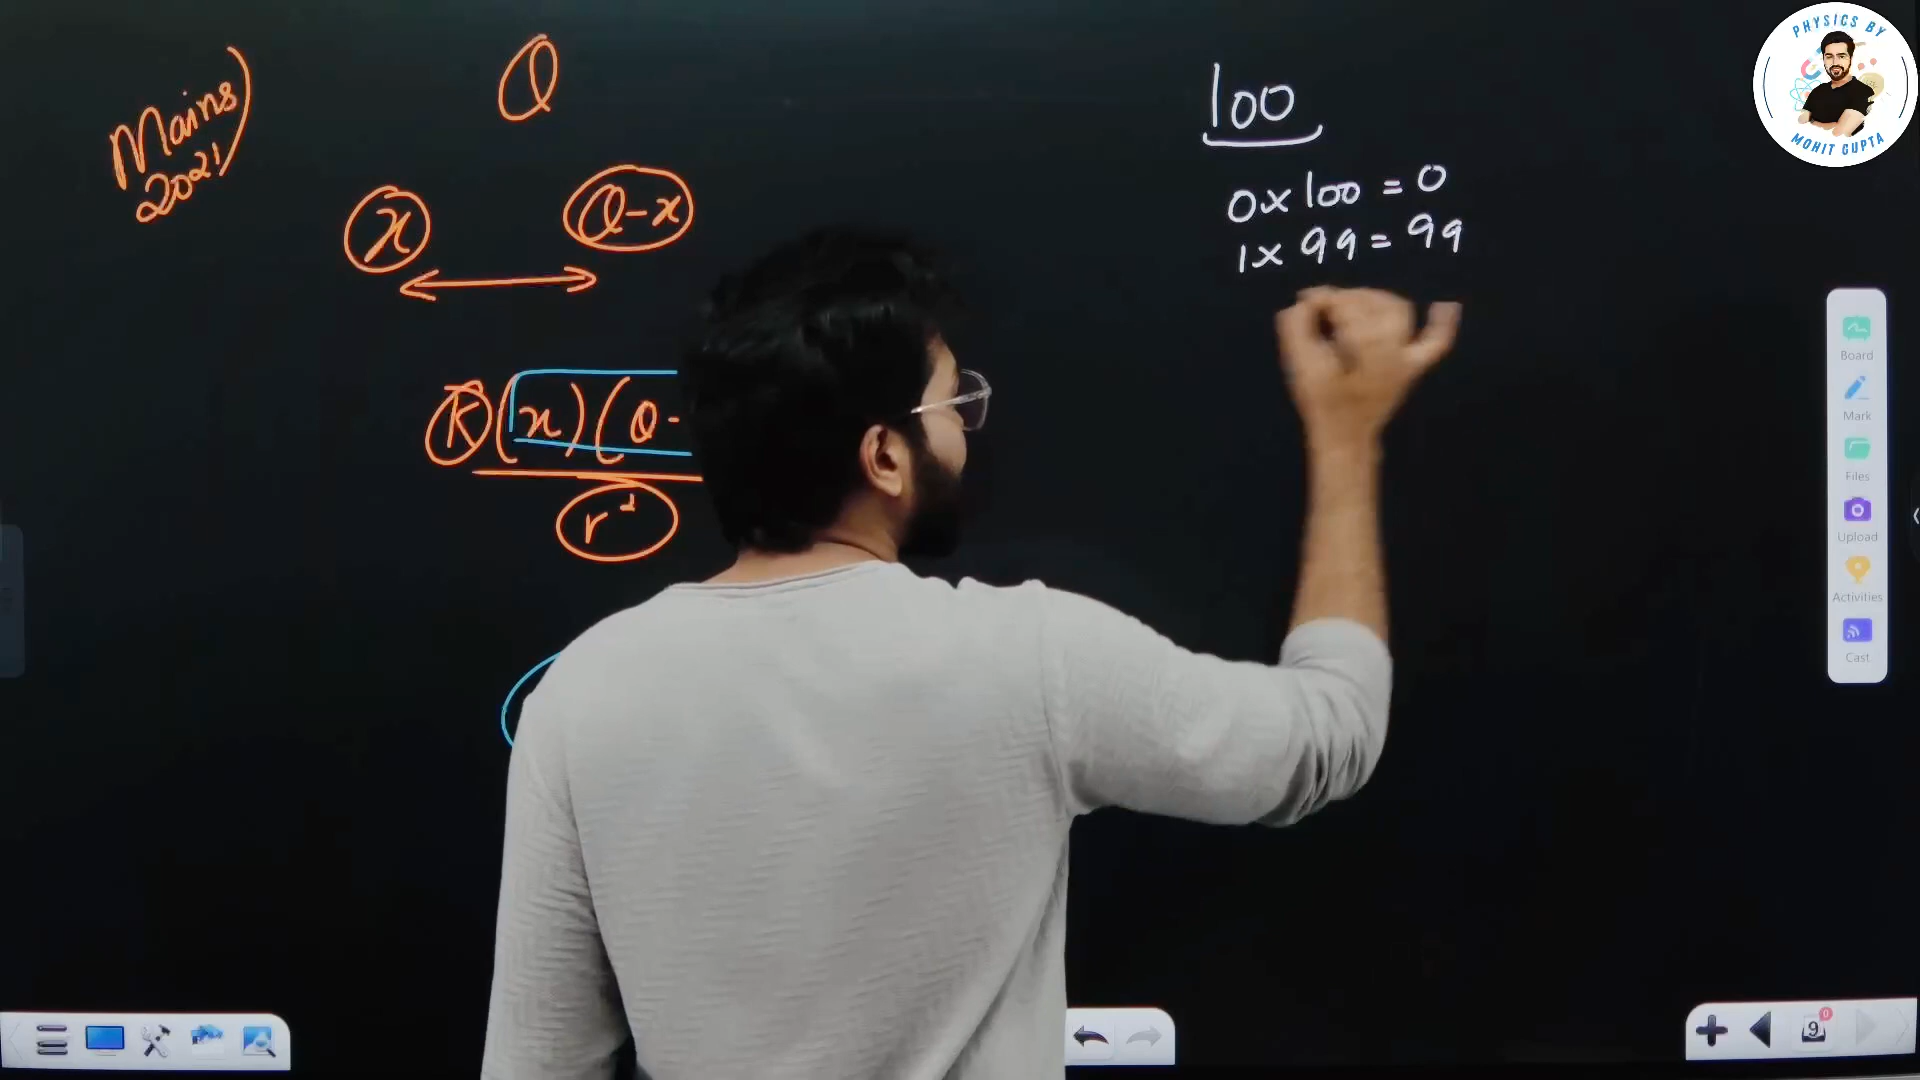 Mains)
2021
Q
x
Q-x
K(x)(Q-
r²
100
0x100=0
1x99=99
PHYSICS BY
MOHIT GUPTA
Board
Mark
Files
Upload
Activities
Cast
9
0